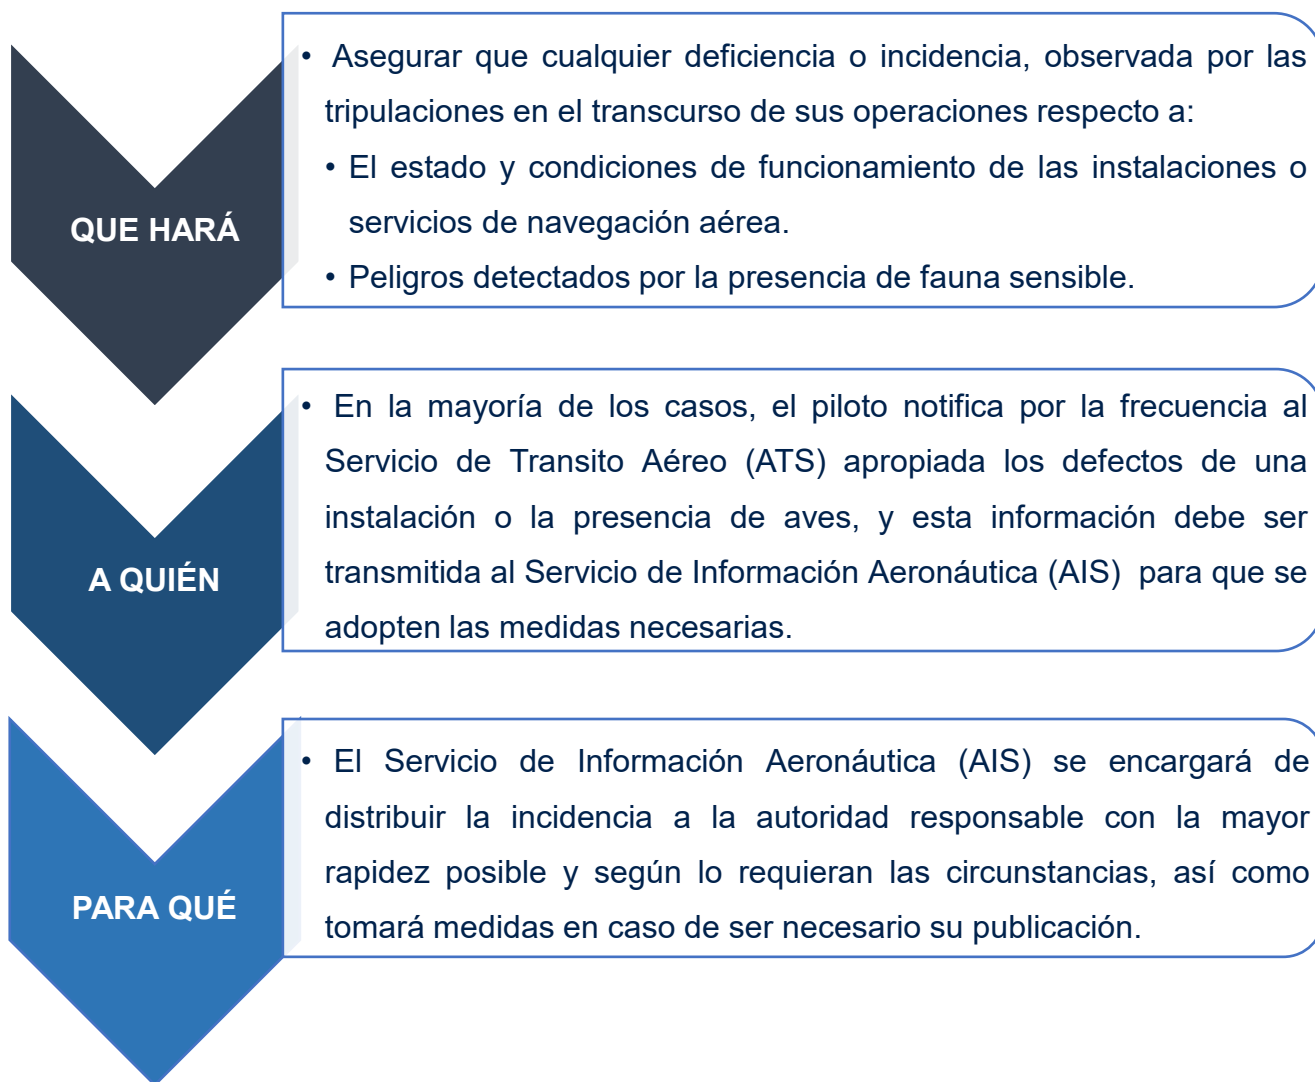 QUE HARÁ
• Asegurar que cualquier deficiencia o incidencia, observada por las
tripulaciones en el transcurso de sus operaciones respecto a:
• El estado y condiciones de funcionamiento de las instalaciones o
servicios de navegación aérea.
• Peligros detectados por la presencia de fauna sensible.
A QUIÉN
• En la mayoría de los casos, el piloto notifica por la frecuencia al
Servicio de Transito Aéreo (ATS) apropiada los defectos de una
instalación o la presencia de aves, y esta información debe ser
transmitida al Servicio de Información Aeronáutica (AIS) para que se
adopten las medidas necesarias.
PARA QUÉ
• El Servicio de Información Aeronáutica (AIS) se encargará de
distribuir la incidencia a la autoridad responsable con la mayor
rapidez posible y según lo requieran las circunstancias, así como
tomará medidas en caso de ser necesario su publicación.